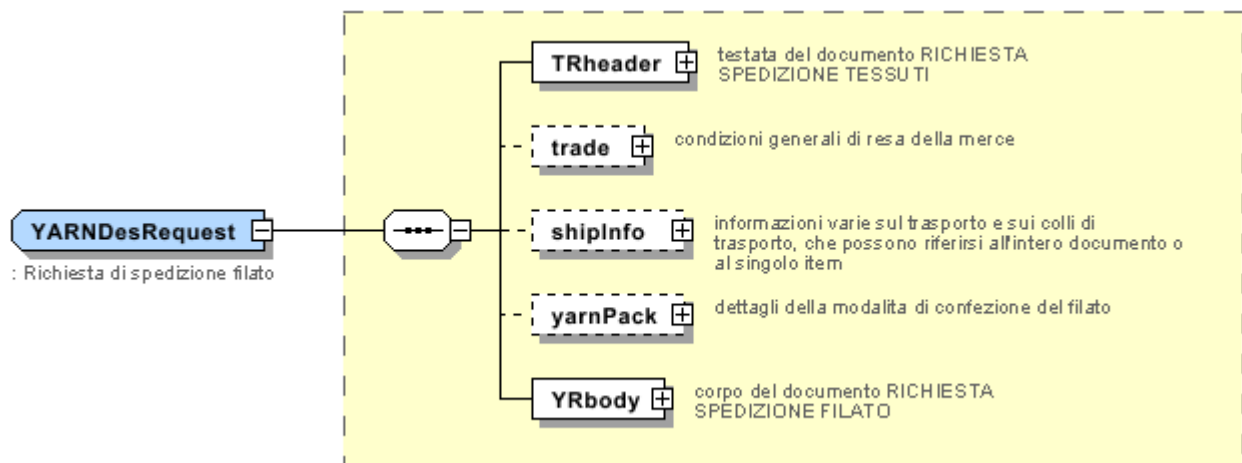 TRheader
testata del documento RICHIESTA
SPEDIZIONE TESSUTI
trade
condizioni generali di resa della merce
YARNDesRequest
: Richiesta di spedizione filato
shipInfo
informazioni varie sul trasporto e sui colli di
trasporto, che possono riferirsi all'intero documento o
al singolo item
yarnPack
dettagli della modalita di confezione del filato
YRbody
corpo del documento RICHIESTA
SPEDIZIONE FILATO